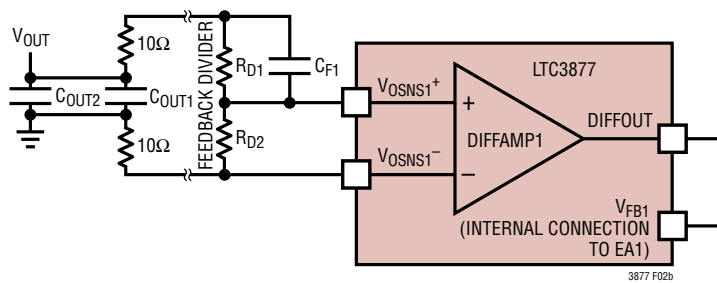 VOUT
10Ω
COUT2
COUT1
10Ω
FEEDBACK DIVIDER
RD1
RD2
CF1
LTC3877
VOSNS1+
+
DIFFAMP1
DIFFOUT
VOSNS1–
–
VFB1
(INTERNAL CONNECTION
TO EA1)
3877 F02b